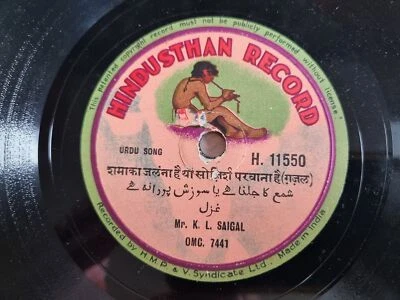 This patented copyright record must not be publicly performed without license!
HINDUSTHAN RECORD
URDU SONG
H. 11550
शमाका जलना है या सोज़िशे परवाना है (ग़ज़ल)
شمع کا جلنا ہے یا سوزش پروانہ ہے
غزل
Mr. K. L. SAIGAL
OMC. 7441
Recorded by H.M.P. & V. Syndicate Ltd., Made in India